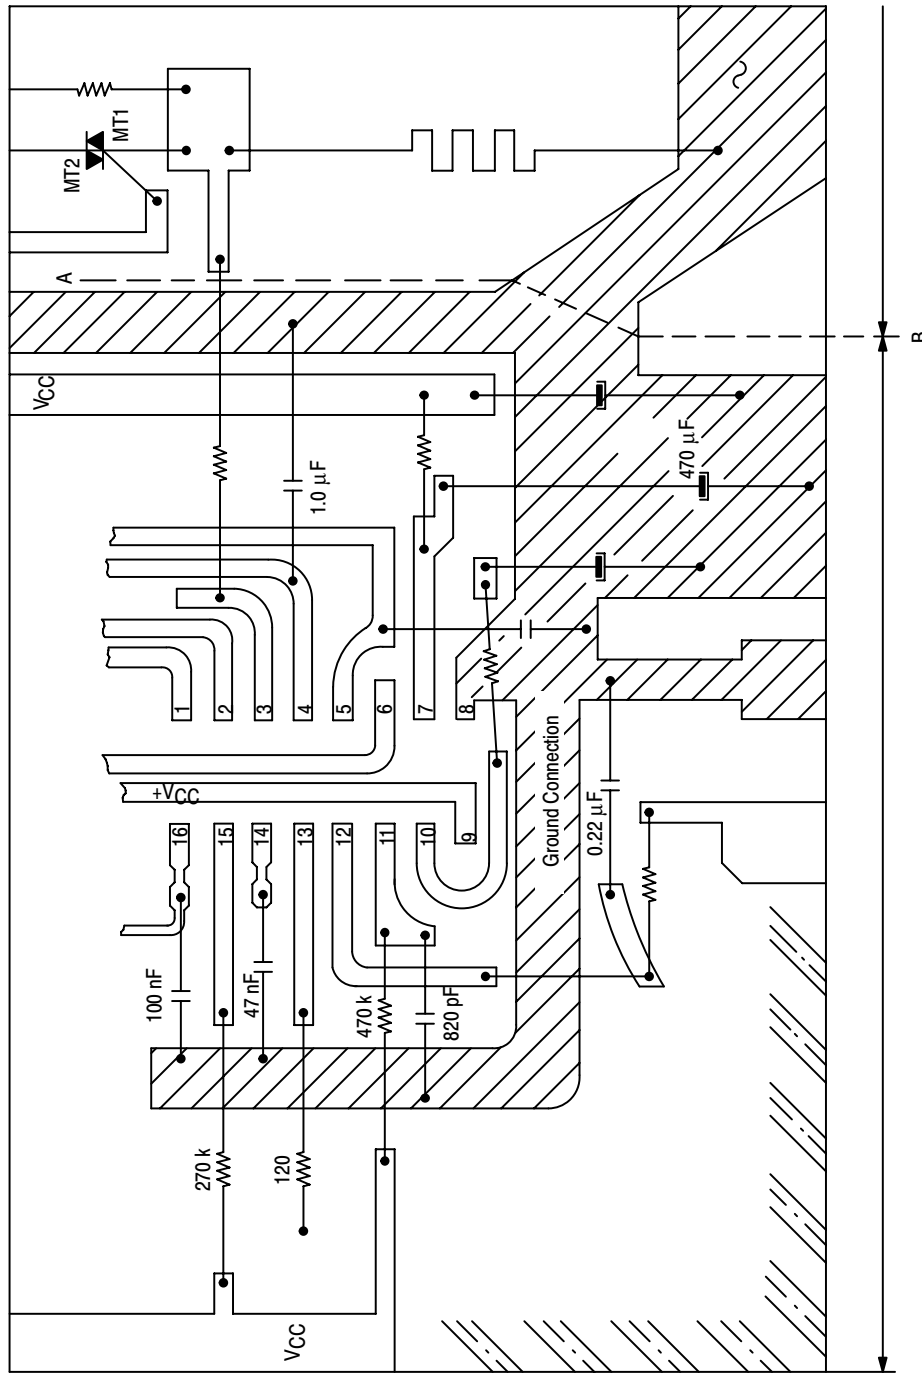 MT1
MT2
A
B
VCC
1.0 µF
470 µF
1
2
3
4
5
6
7
8
+VCC
16
15
14
13
12
11
10
9
Ground Connection
0.22 µF
100 nF
47 nF
470 k
820 pF
270 k
120
VCC
~